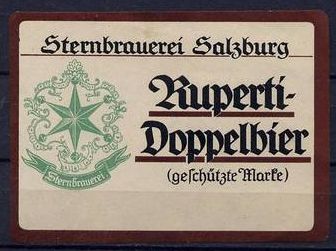 Sternbrauerei Salzburg
Ruperti-
Doppelbier
(geschützte Marke)
Sternbrauerei.